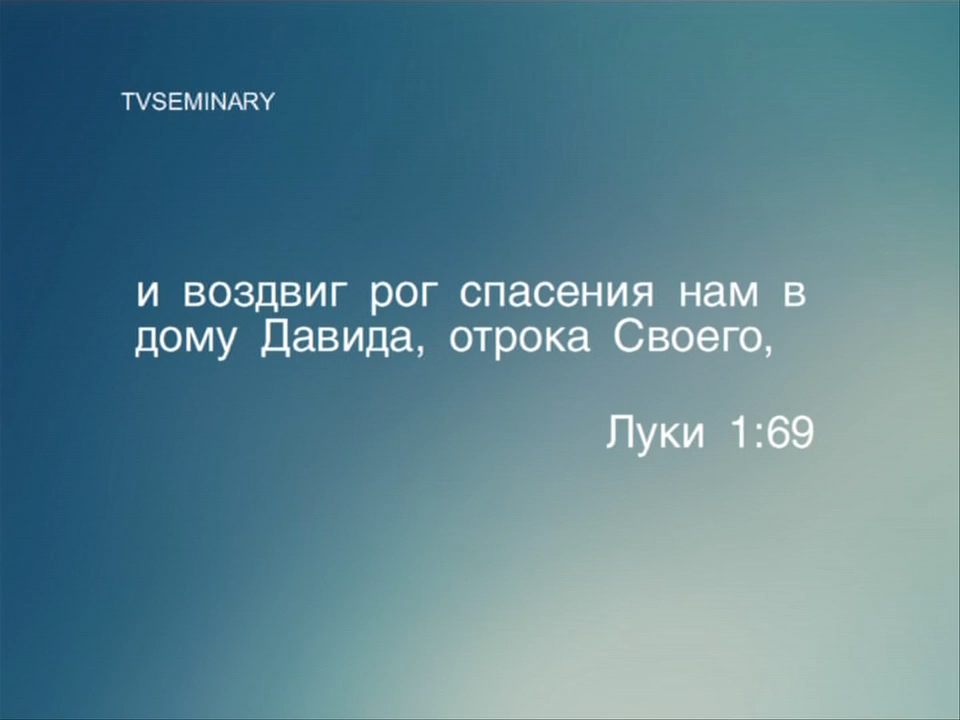 TVSEMINARY
и воздвиг рог спасения нам в
дому Давида, отрока Своего,
Луки 1:69